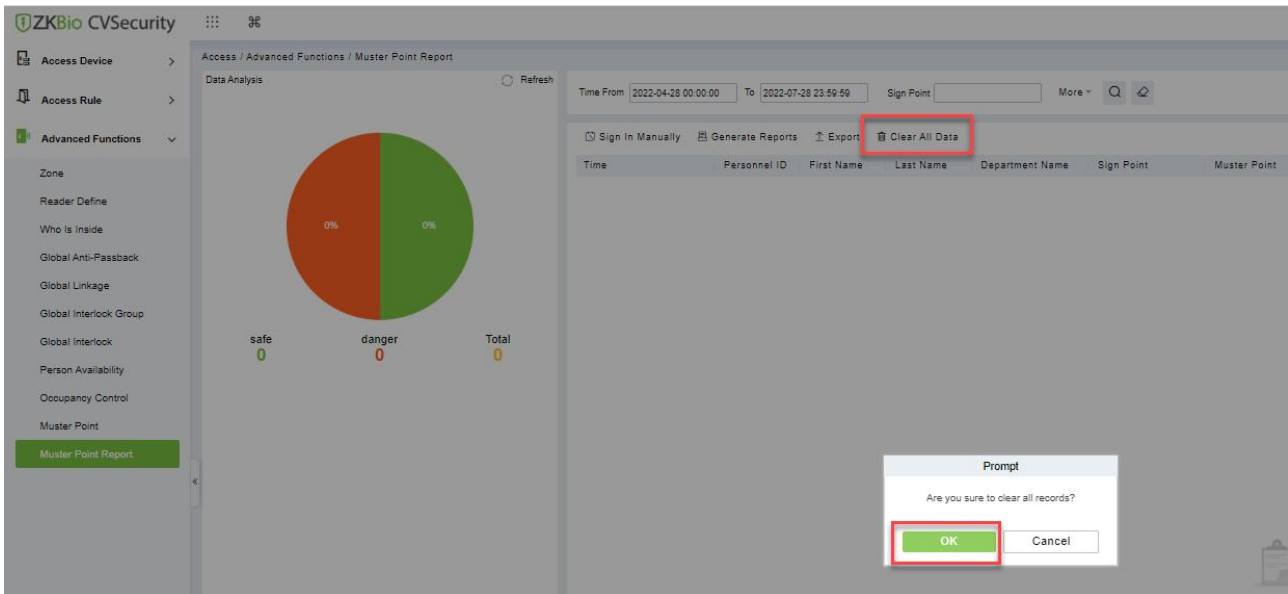 ZKBio CVSecurity
Access Device
Access Rule
Advanced Functions
Zone
Reader Define
Who Is Inside
Global Anti-Passback
Global Linkage
Global Interlock Group
Global Interlock
Person Availability
Occupancy Control
Muster Point
Muster Point Report
Access / Advanced Functions / Muster Point Report
Data Analysis Refresh
0% 0%
safe danger Total
0 0 0
Time From 2022-04-28 00:00:00 To 2022-07-28 23:59:59 Sign Point More
Sign In Manually Generate Reports Export Clear All Data
Time Personnel ID First Name Last Name Department Name Sign Point Muster Point
Prompt
Are you sure to clear all records?
OK Cancel